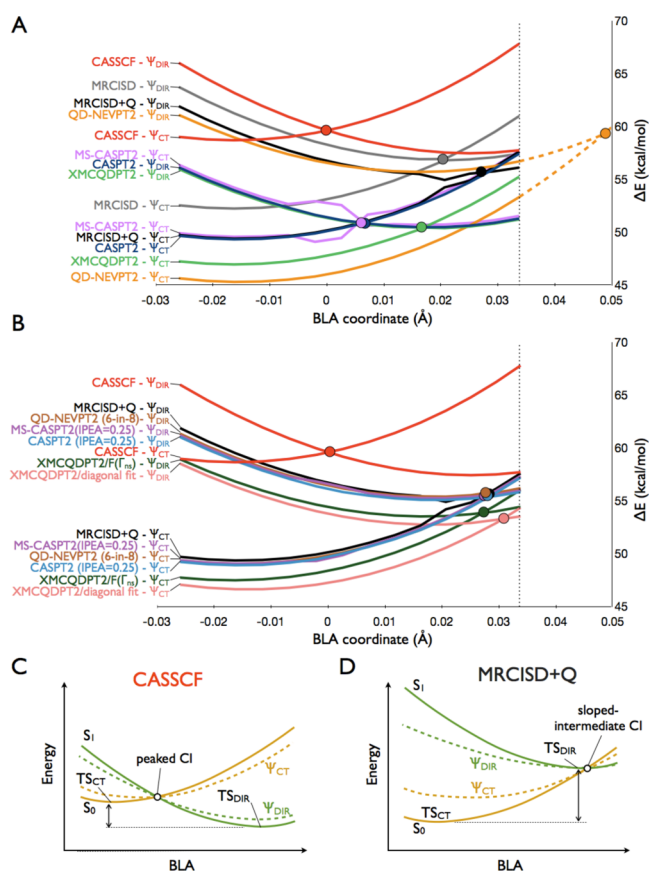 A
CASSCF - ΨDIR
MRCISD - ΨDIR
MRCISD+Q - ΨDIR
QD-NEVPT2 - ΨDIR
CASSCF - ΨCT
MS-CASPT2 - ΨDIR
CASPT2 - ΨDIR
XMCQDPT2 - ΨDIR
MRCISD - ΨCT
MS-CASPT2 - ΨCT
MRCISD+Q - ΨCT
CASPT2 - ΨCT
XMCQDPT2 - ΨCT
QD-NEVPT2 - ΨCT
70
65
60
55
50
45
ΔE (kcal/mol)
-0.03 -0.02 -0.01 0 0.01 0.02 0.03 0.04 0.05
BLA coordinate (Å)
B
CASSCF - ΨDIR
MRCISD+Q - ΨDIR
QD-NEVPT2 (6-in-8) - ΨDIR
MS-CASPT2(IPEA=0.25) - ΨDIR
CASPT2 (IPEA=0.25) - ΨDIR
CASSCF - ΨCT
XMCQDPT2/F(Γns) - ΨDIR
XMCQDPT2/diagonal fit - ΨDIR
MRCISD+Q - ΨCT
MS-CASPT2(IPEA=0.25) - ΨCT
QD-NEVPT2 (6-in-8) - ΨCT
CASPT2 (IPEA=0.25) - ΨCT
XMCQDPT2/F(Γns) - ΨCT
XMCQDPT2/diagonal fit - ΨCT
70
65
60
55
50
45
ΔE (kcal/mol)
-0.03 -0.02 -0.01 0 0.01 0.02 0.03 0.04 0.05
BLA coordinate (Å)
C
CASSCF
Energy
S1
peaked CI
ΨCT
TSCT
S0
TSDIR
ΨDIR
BLA
D
MRCISD+Q
Energy
S1
sloped-
intermediate CI
TSDIR
ΨDIR
ΨCT
TSCT
S0
BLA